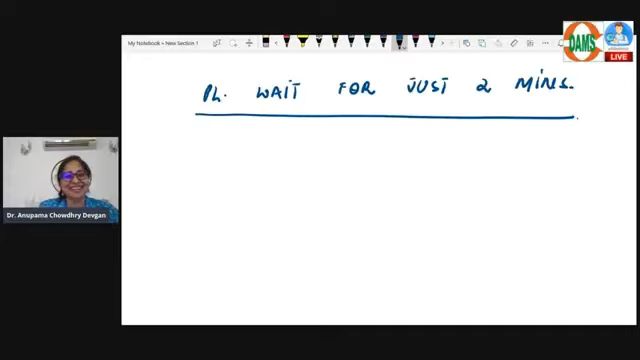 My Notebook » New Section 1
DAMS
LIVE
PL. WAIT FOR JUST 2 MINS.
Dr. Anupama Chowdhry Devgan